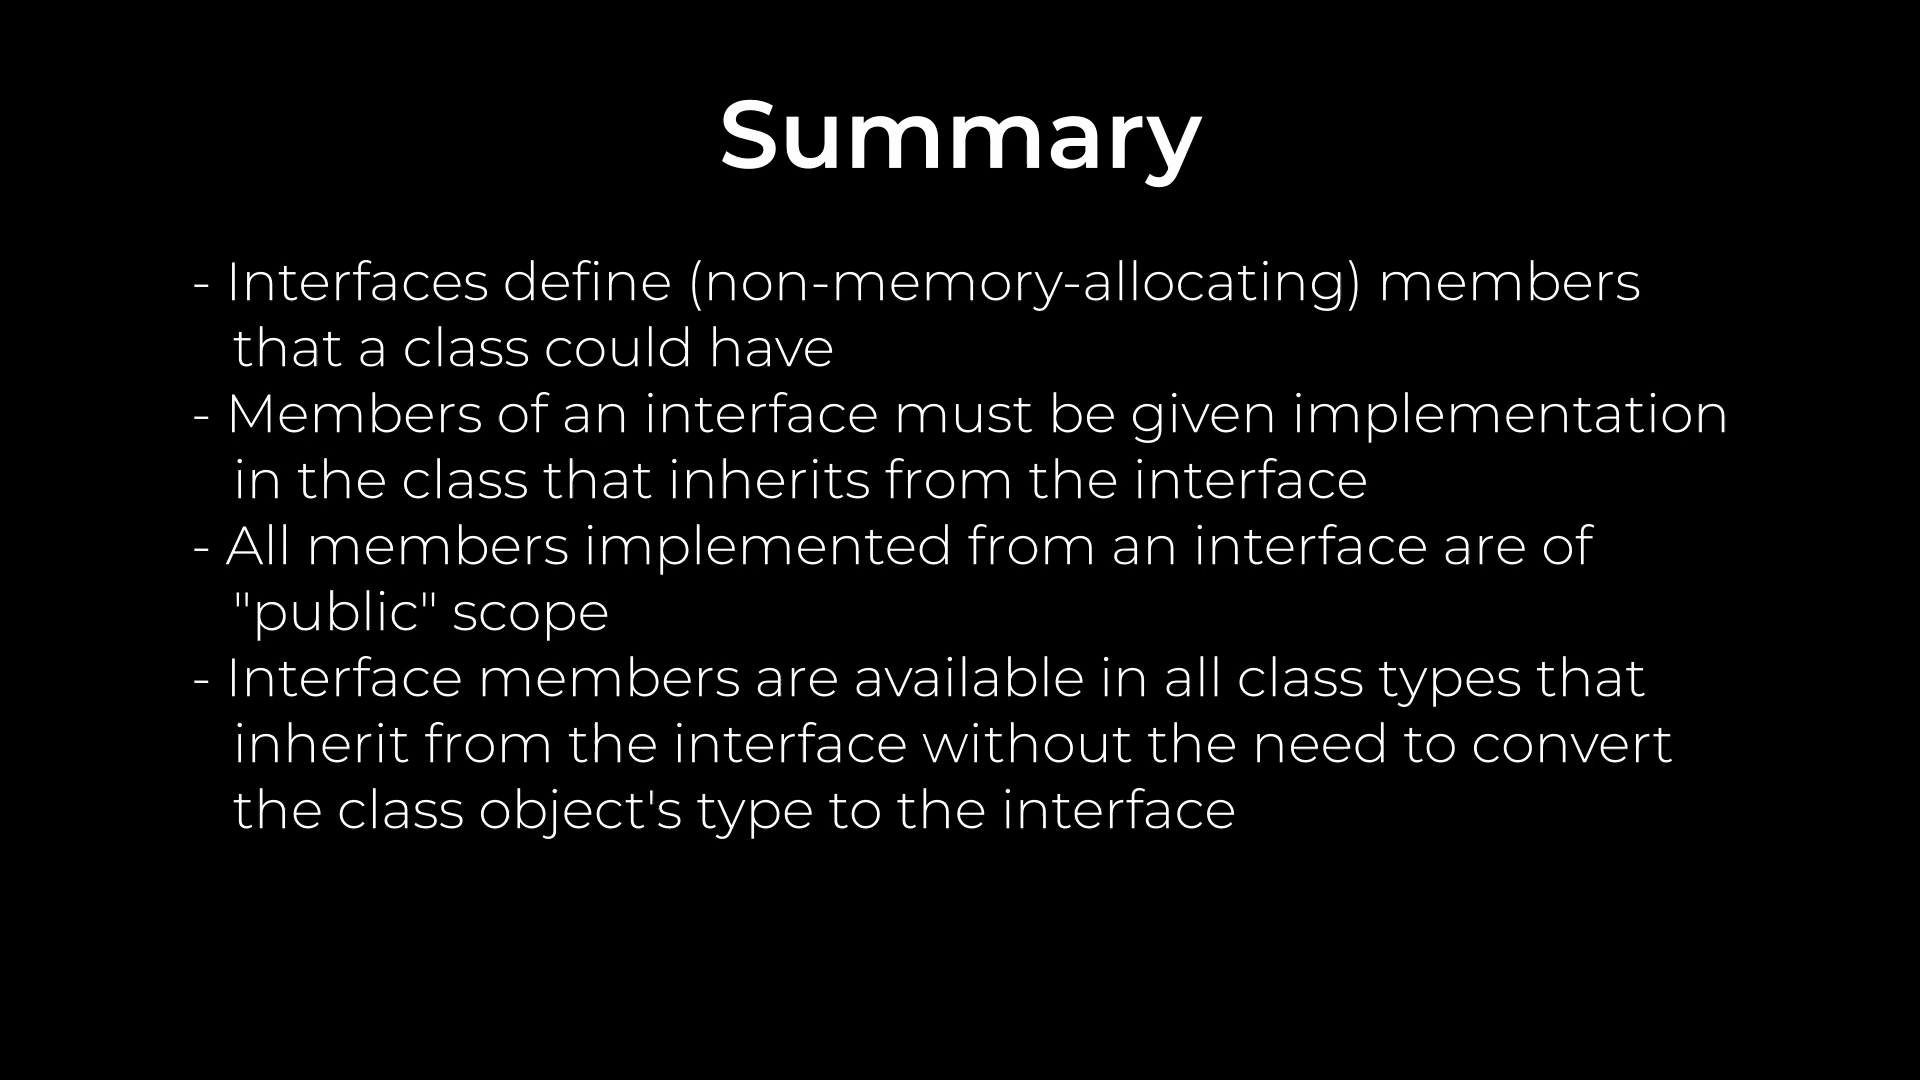 Summary
- Interfaces define (non-memory-allocating) members
that a class could have
- Members of an interface must be given implementation
in the class that inherits from the interface
- All members implemented from an interface are of
"public" scope
- Interface members are available in all class types that
inherit from the interface without the need to convert
the class object's type to the interface